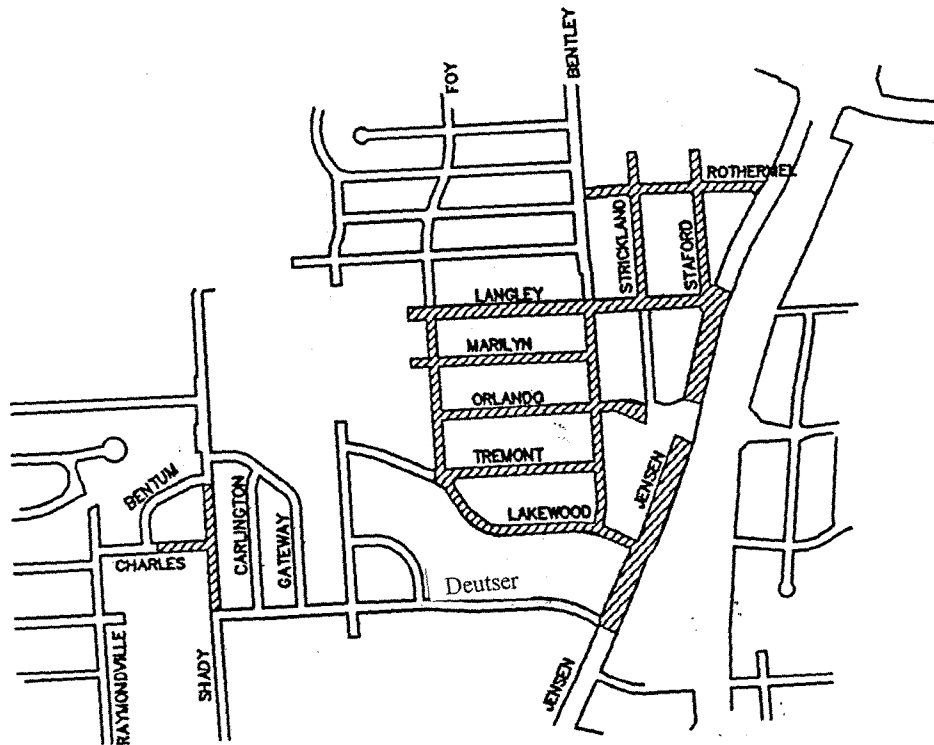 FOY
BENTLEY
ROTHERMEL
STRICKLAND
STAFORD
LANGLEY
MARILYN
ORLANDO
TREMONT
LAKEWOOD
JENSEN
BENTUM
CARLINGTON
GATEWAY
CHARLES
Deutser
RAYMONDVILLE
SHADY
JENSEN